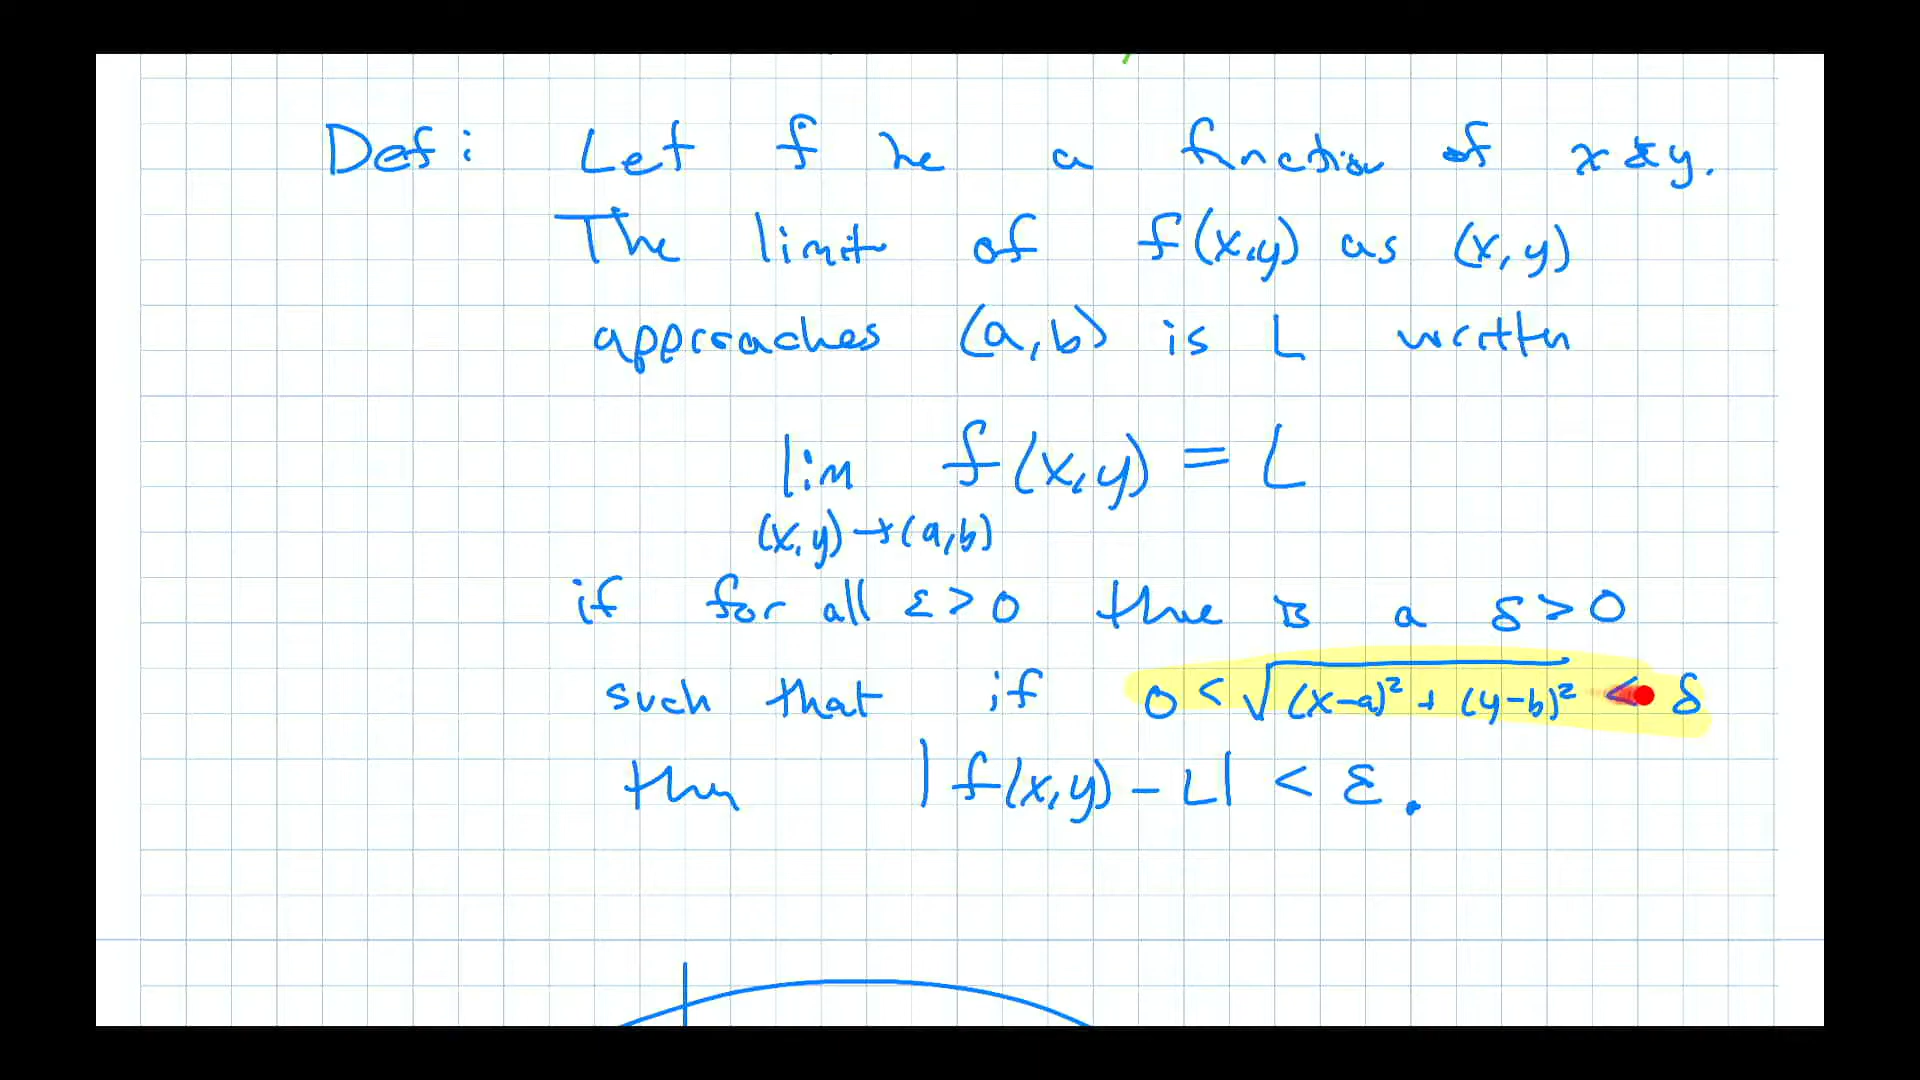 Def: Let f be a function of x & y.
The limit of f(x,y) as (x,y)
approaches (a,b) is L written
lim f(x,y) = L
(x,y)→(a,b)
if for all ε>0 there is a δ>0
such that if 0 < √((x-a)² + (y-b)²) < δ
then |f(x,y) - L| < ε.